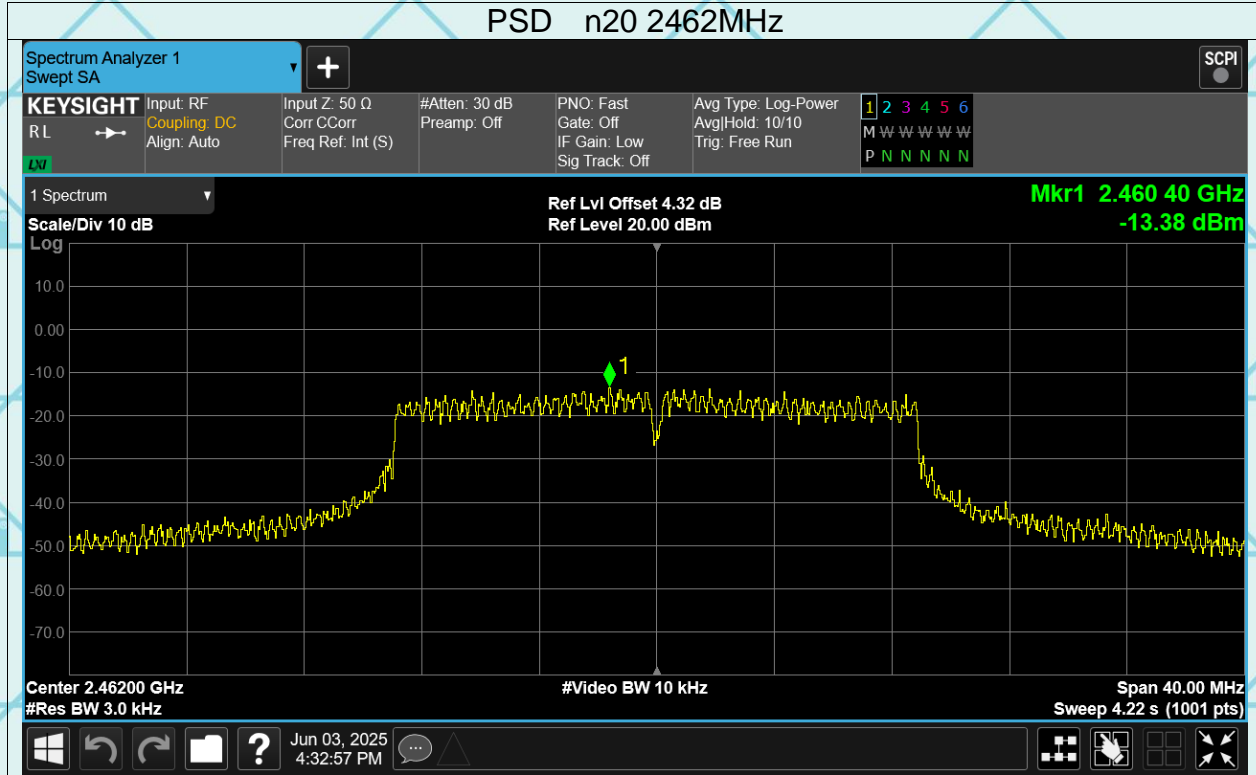 PSD n20 2462MHz
Spectrum Analyzer 1
Swept SA
SCPI
KEYSIGHT
RL
LXI
Input: RF
Coupling: DC
Align: Auto
Input Z: 50 Ω
Corr CCorr
Freq Ref: Int (S)
#Atten: 30 dB
Preamp: Off
PNO: Fast
Gate: Off
IF Gain: Low
Sig Track: Off
Avg Type: Log-Power
Avg|Hold: 10/10
Trig: Free Run
1 2 3 4 5 6
M W W W W W
P N N N N N
1 Spectrum
Scale/Div 10 dB
Ref Lvl Offset 4.32 dB
Ref Level 20.00 dBm
Mkr1 2.460 40 GHz
-13.38 dBm
Log
10.0
0.00
-10.0
-20.0
-30.0
-40.0
-50.0
-60.0
-70.0
1
Center 2.46200 GHz
#Res BW 3.0 kHz
#Video BW 10 kHz
Span 40.00 MHz
Sweep 4.22 s (1001 pts)
?
Jun 03, 2025
4:32:57 PM